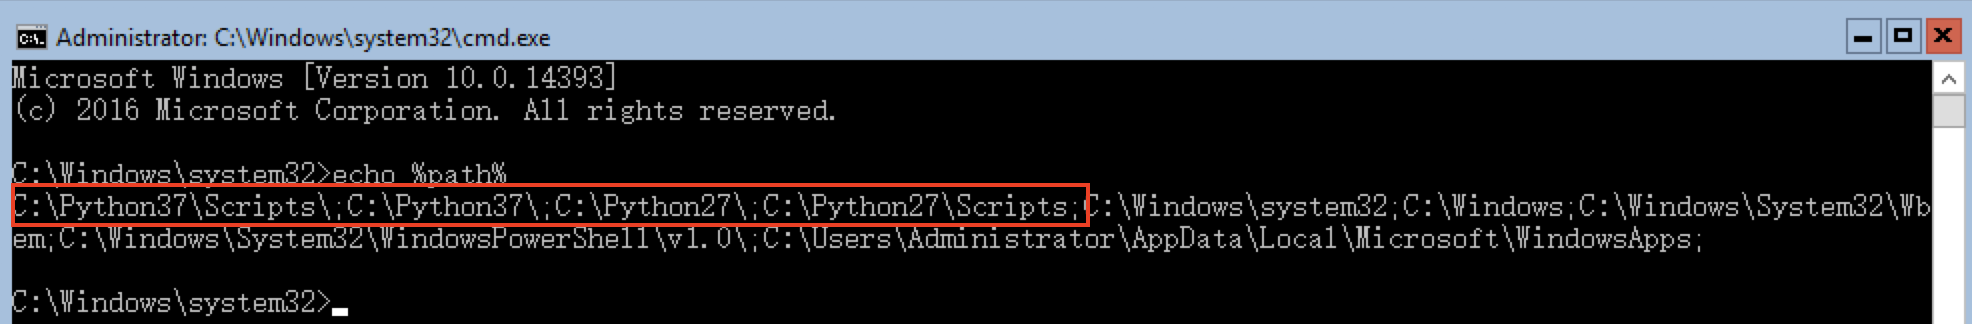 Administrator: C:\Windows\system32\cmd.exe
Microsoft Windows [Version 10.0.14393]
(c) 2016 Microsoft Corporation. All rights reserved.
C:\Windows\system32>echo %path%
C:\Python37\Scripts\;C:\Python37\;C:\Python27\;C:\Python27\Scripts;C:\Windows\system32;C:\Windows;C:\Windows\System32\Wb
em;C:\Windows\System32\WindowsPowerShell\v1.0\;C:\Users\Administrator\AppData\Local\Microsoft\WindowsApps;
C:\Windows\system32>